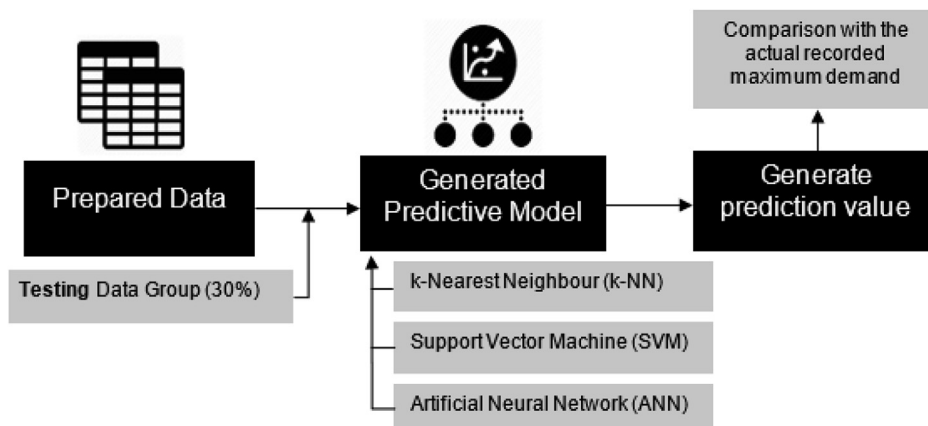 Comparison with the
actual recorded
maximum demand
Prepared Data
Generated
Predictive Model
Generate
prediction value
Testing Data Group (30%)
k-Nearest Neighbour (k-NN)
Support Vector Machine (SVM)
Artificial Neural Network (ANN)